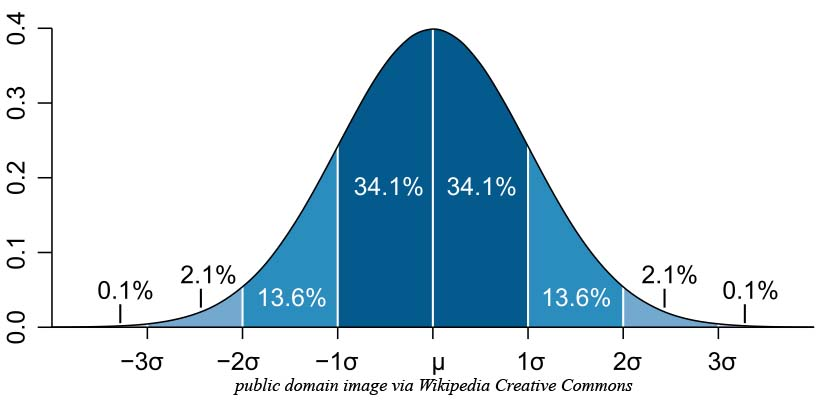 0.4
0.3
0.2
0.1
0.0
34.1% 34.1%
0.1% 2.1% 13.6% 13.6% 2.1% 0.1%
−3σ −2σ −1σ μ 1σ 2σ 3σ
public domain image via Wikipedia Creative Commons